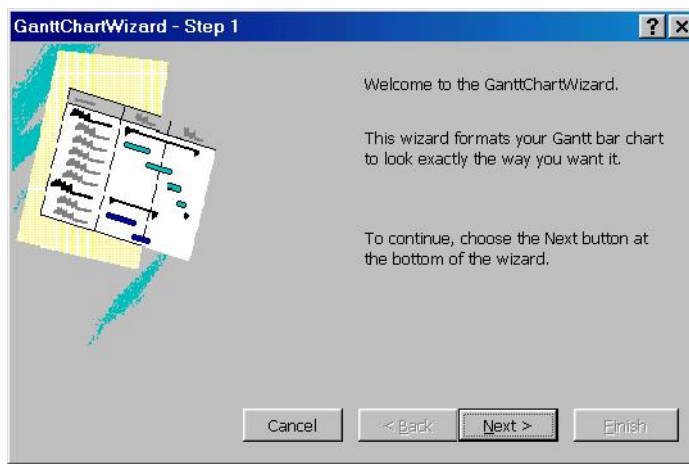 GanttChartWizard - Step 1
Welcome to the GanttChartWizard.
This wizard formats your Gantt bar chart
to look exactly the way you want it.
To continue, choose the Next button at
the bottom of the wizard.
Cancel
< Back
Next >
Finish